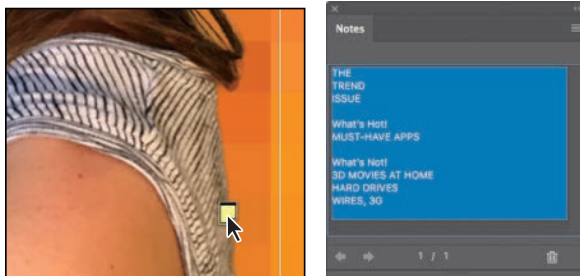 Notes
THE
TREND
ISSUE
What's Hot!
MUST-HAVE APPS
What's Not!
3D MOVIES AT HOME
HARD DRIVES
WIRES, 3G
1 / 1